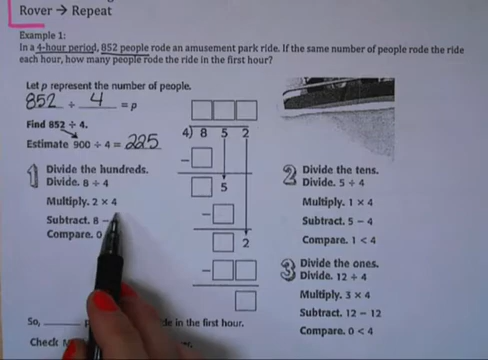 Rover → Repeat
Example 1:
In a 4-hour period, 852 people rode an amusement park ride. If the same number of people rode the ride
each hour, how many people rode the ride in the first hour?
Let p represent the number of people.
852 ÷ 4 = p
Find 852 ÷ 4.
Estimate 900 ÷ 4 = 225
4) 8 5 2
−
5
−
2
−
1 Divide the hundreds.
Divide. 8 ÷ 4
Multiply. 2 × 4
Subtract. 8 −
Compare. 0
2 Divide the tens.
Divide. 5 ÷ 4
Multiply. 1 × 4
Subtract. 5 − 4
Compare. 1 < 4
3 Divide the ones.
Divide. 12 ÷ 4
Multiply. 3 × 4
Subtract. 12 − 12
Compare. 0 < 4
So, ____ in the first hour.
Check